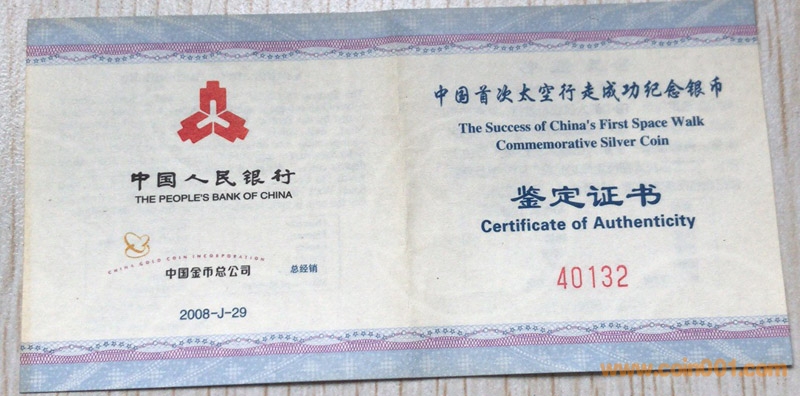 中国人民银行
THE PEOPLE'S BANK OF CHINA
CHINA GOLD COIN INCORPORATION
中国金币总公司 总经销
2008-J-29
中国首次太空行走成功纪念银币
The Success of China's First Space Walk
Commemorative Silver Coin
鉴定证书
Certificate of Authenticity
40132
www.coin001.com